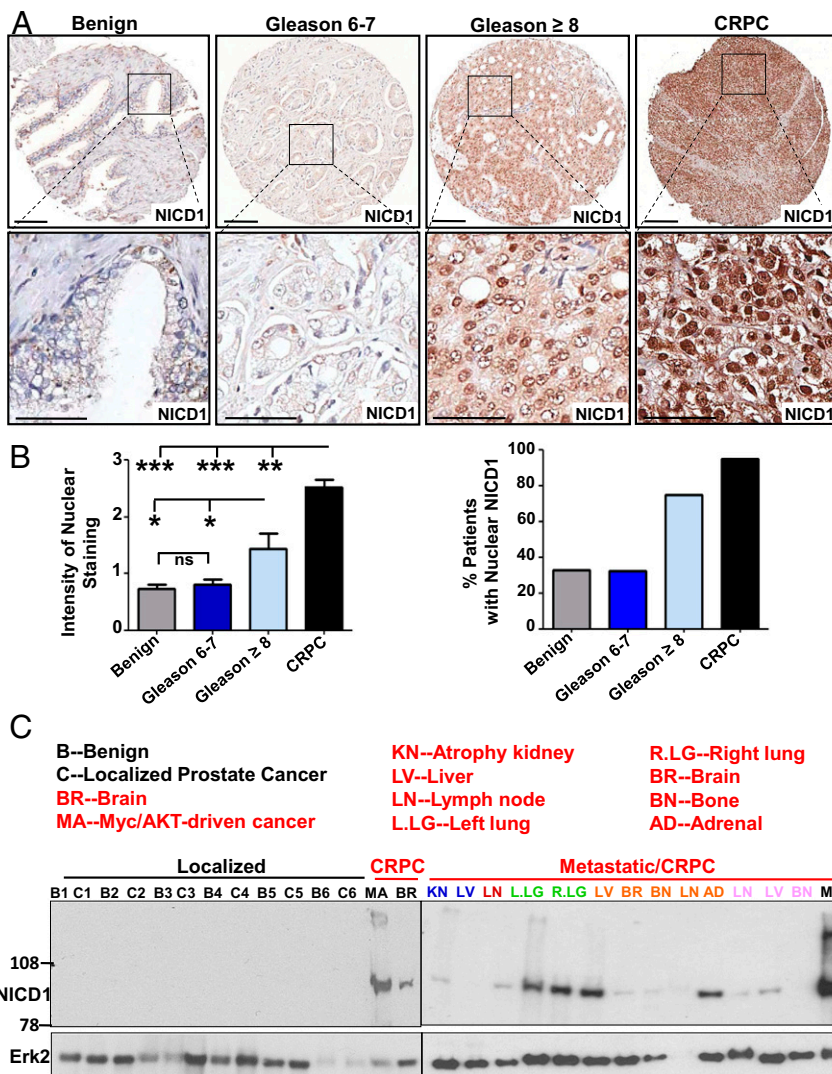 A
Benign Gleason 6-7 Gleason ≥ 8 CRPC
NICD1 NICD1 NICD1 NICD1
NICD1 NICD1 NICD1 NICD1
B
Intensity of Nuclear
Staining
3
2
1
0
*** *** **
* *
ns
Benign
Gleason 6-7
Gleason ≥ 8
CRPC
% Patients
with Nuclear NICD1
100
80
60
40
20
0
Benign
Gleason 6-7
Gleason ≥ 8
CRPC
C
B--Benign
C--Localized Prostate Cancer
BR--Brain
MA--Myc/AKT-driven cancer
KN--Atrophy kidney
LV--Liver
LN--Lymph node
L.LG--Left lung
R.LG--Right lung
BR--Brain
BN--Bone
AD--Adrenal
Localized CRPC Metastatic/CRPC
B1 C1 B2 C2 B3 C3 B4 C4 B5 C5 B6 C6 MA BR KN LV LN L.LG R.LG LV BR BN LN AD LN LV BN M
108
NICD1
78
Erk2